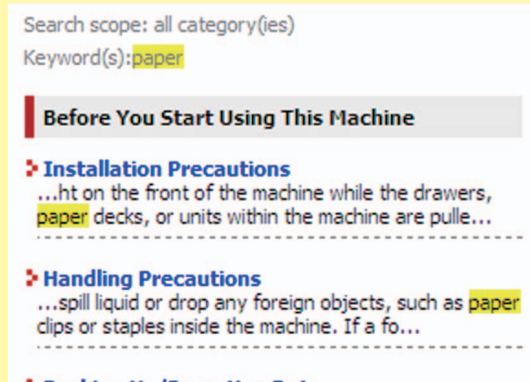 Search scope: all category(ies)
Keyword(s):paper
Before You Start Using This Machine
Installation Precautions
...ht on the front of the machine while the drawers,
paper decks, or units within the machine are pulle...
Handling Precautions
...spill liquid or drop any foreign objects, such as paper
clips or staples inside the machine. If a fo...